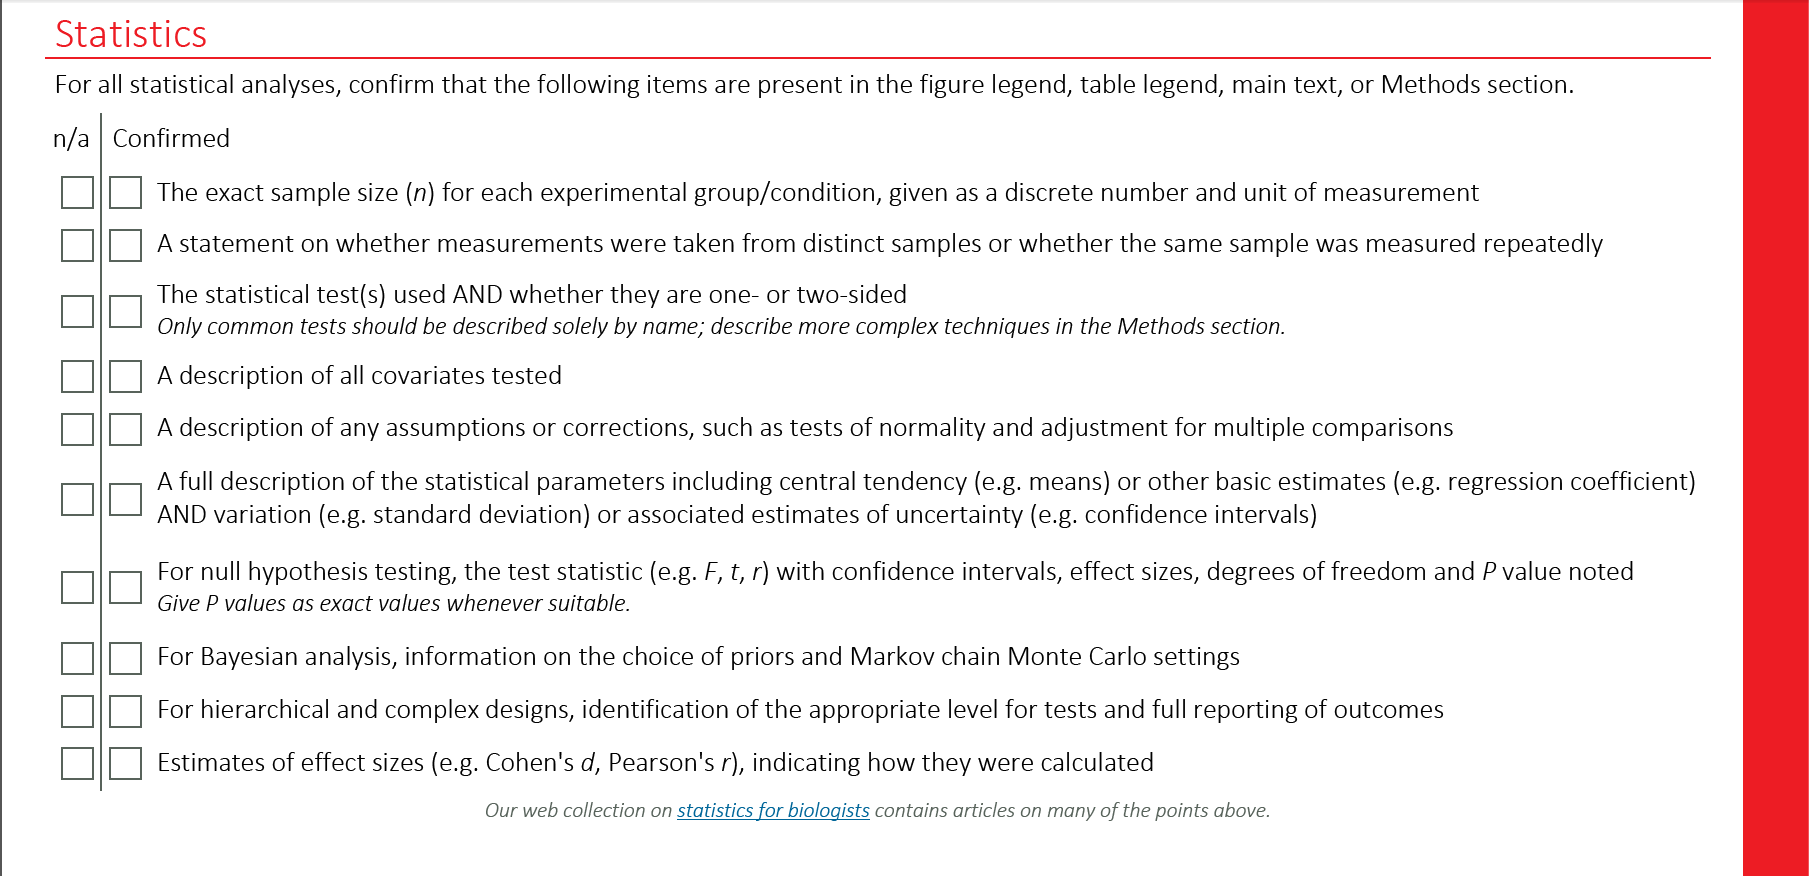 Statistics
For all statistical analyses, confirm that the following items are present in the figure legend, table legend, main text, or Methods section.
n/a Confirmed
The exact sample size (n) for each experimental group/condition, given as a discrete number and unit of measurement
A statement on whether measurements were taken from distinct samples or whether the same sample was measured repeatedly
The statistical test(s) used AND whether they are one- or two-sided
Only common tests should be described solely by name; describe more complex techniques in the Methods section.
A description of all covariates tested
A description of any assumptions or corrections, such as tests of normality and adjustment for multiple comparisons
A full description of the statistical parameters including central tendency (e.g. means) or other basic estimates (e.g. regression coefficient)
AND variation (e.g. standard deviation) or associated estimates of uncertainty (e.g. confidence intervals)
For null hypothesis testing, the test statistic (e.g. F, t, r) with confidence intervals, effect sizes, degrees of freedom and P value noted
Give P values as exact values whenever suitable.
For Bayesian analysis, information on the choice of priors and Markov chain Monte Carlo settings
For hierarchical and complex designs, identification of the appropriate level for tests and full reporting of outcomes
Estimates of effect sizes (e.g. Cohen's d, Pearson's r), indicating how they were calculated
Our web collection on statistics for biologists contains articles on many of the points above.